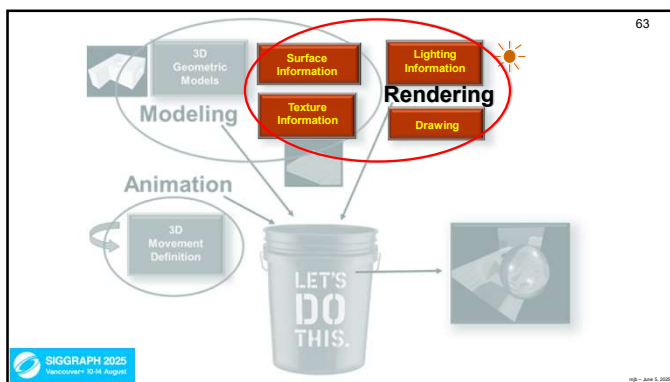 63
3D
Geometric
Models
Surface
Information
Lighting
Information
Rendering
Texture
Information
Drawing
Modeling
Animation
3D
Movement
Definition
LET'S
DO
THIS.
SIGGRAPH 2025
Vancouver+ 10-14 August
mjb – June 5, 2025